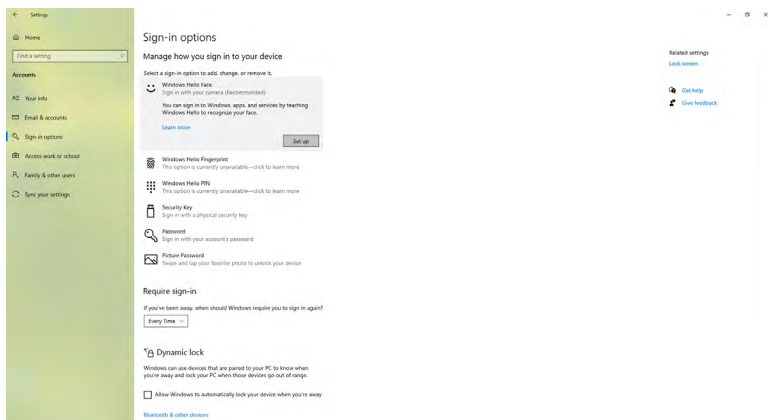 Settings
Home
Find a setting
Accounts
Your info
Email & accounts
Sign-in options
Access work or school
Family & other users
Sync your settings
Sign-in options
Manage how you sign in to your device
Select a sign-in option to add, change, or remove it.
Windows Hello Face
Sign in with your camera (Recommended)
You can sign in to Windows, apps, and services by teaching
Windows Hello to recognize your face.
Learn more
Set up
Windows Hello Fingerprint
This option is currently unavailable—click to learn more
Windows Hello PIN
This option is currently unavailable—click to learn more
Security Key
Sign in with a physical security key
Password
Sign in with your account's password
Picture Password
Swipe and tap your favorite photo to unlock your device
Require sign-in
If you've been away, when should Windows require you to sign in again?
Every Time
Dynamic lock
Windows can use devices that are paired to your PC to know when
you're away and lock your PC when those devices go out of range.
Allow Windows to automatically lock your device when you're away
Bluetooth & other devices
Related settings
Lock screen
Get help
Give feedback